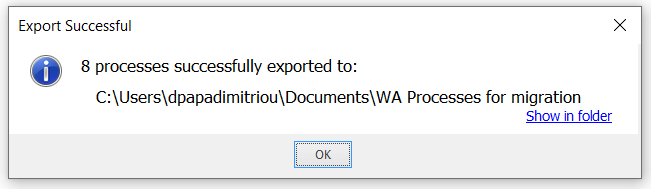 Export Successful
8 processes successfully exported to:
C:\Users\dpapadimitriou\Documents\WA Processes for migration
Show in folder
OK